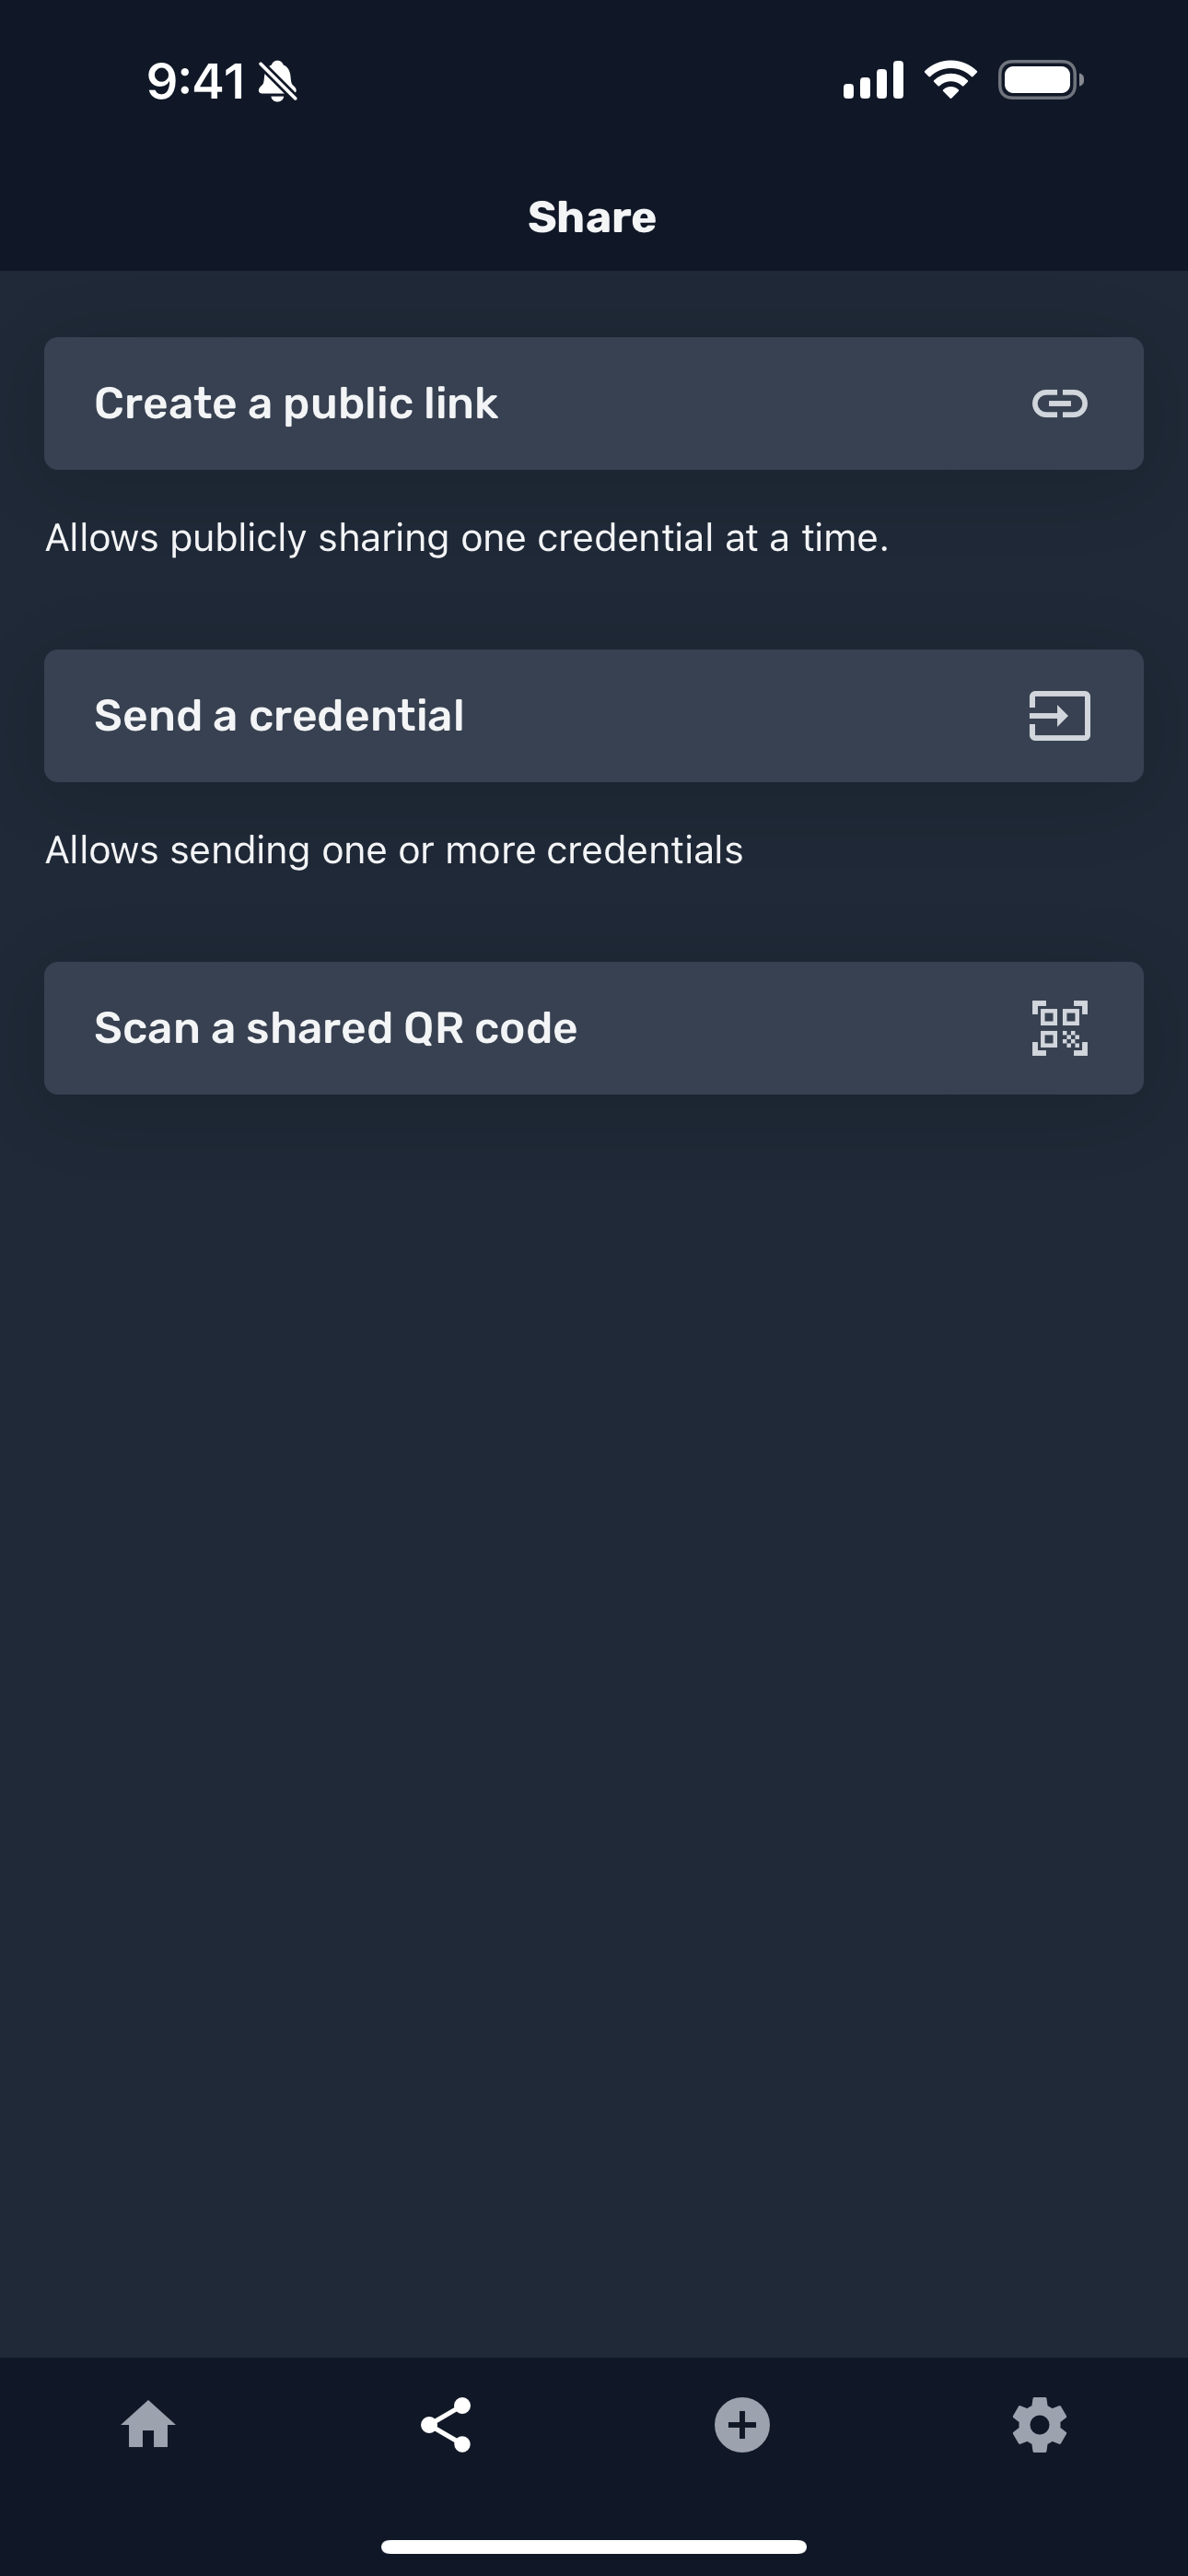 9:41
Share
Create a public link
Allows publicly sharing one credential at a time.
Send a credential
Allows sending one or more credentials
Scan a shared QR code